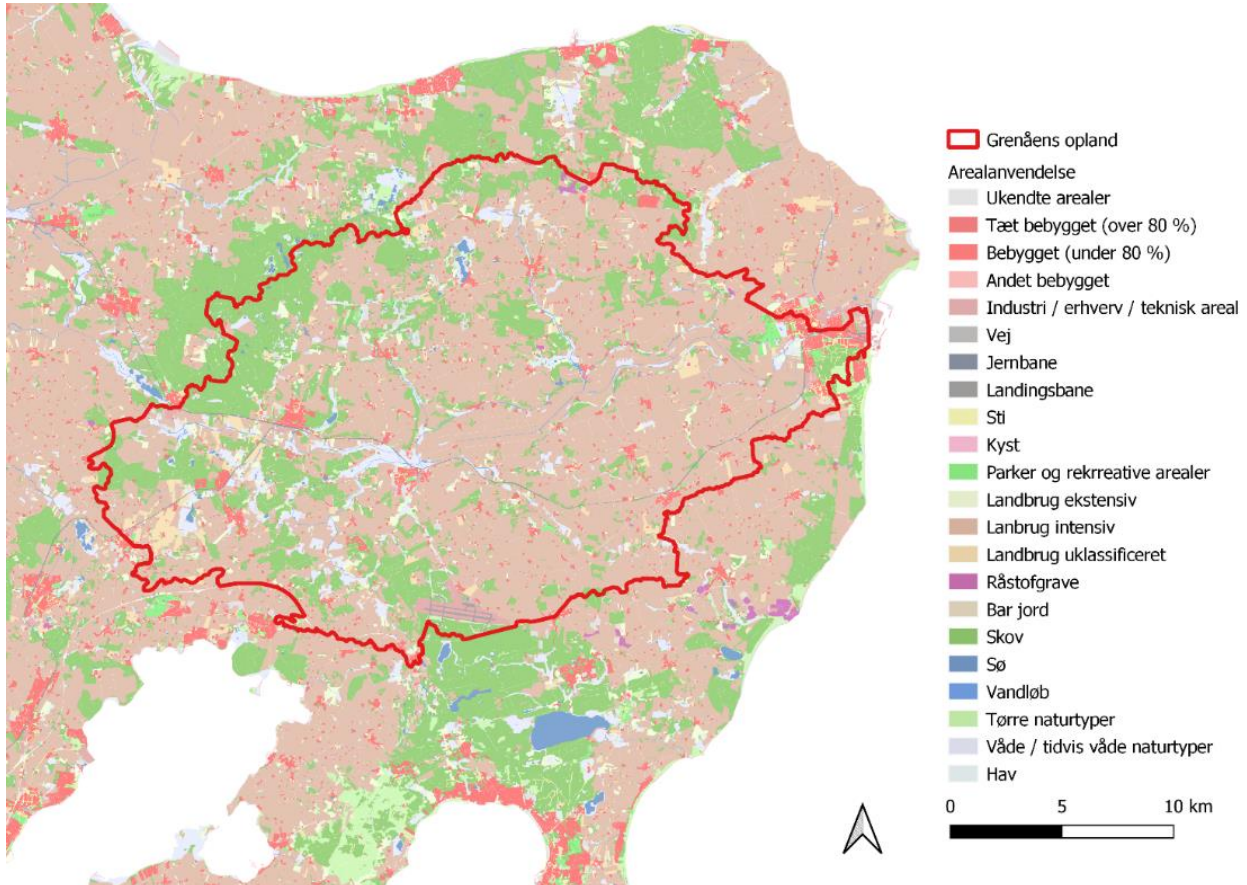 Grenåens opland
Arealanvendelse
Ukendte arealer
Tæt bebygget (over 80 %)
Bebygget (under 80 %)
Andet bebygget
Industri / erhverv / teknisk areal
Vej
Jernbane
Landingsbane
Sti
Kyst
Parker og rekrreative arealer
Landbrug ekstensiv
Lanbrug intensiv
Landbrug uklassificeret
Råstofgrave
Bar jord
Skov
Sø
Vandløb
Tørre naturtyper
Våde / tidvis våde naturtyper
Hav
0 5 10 km